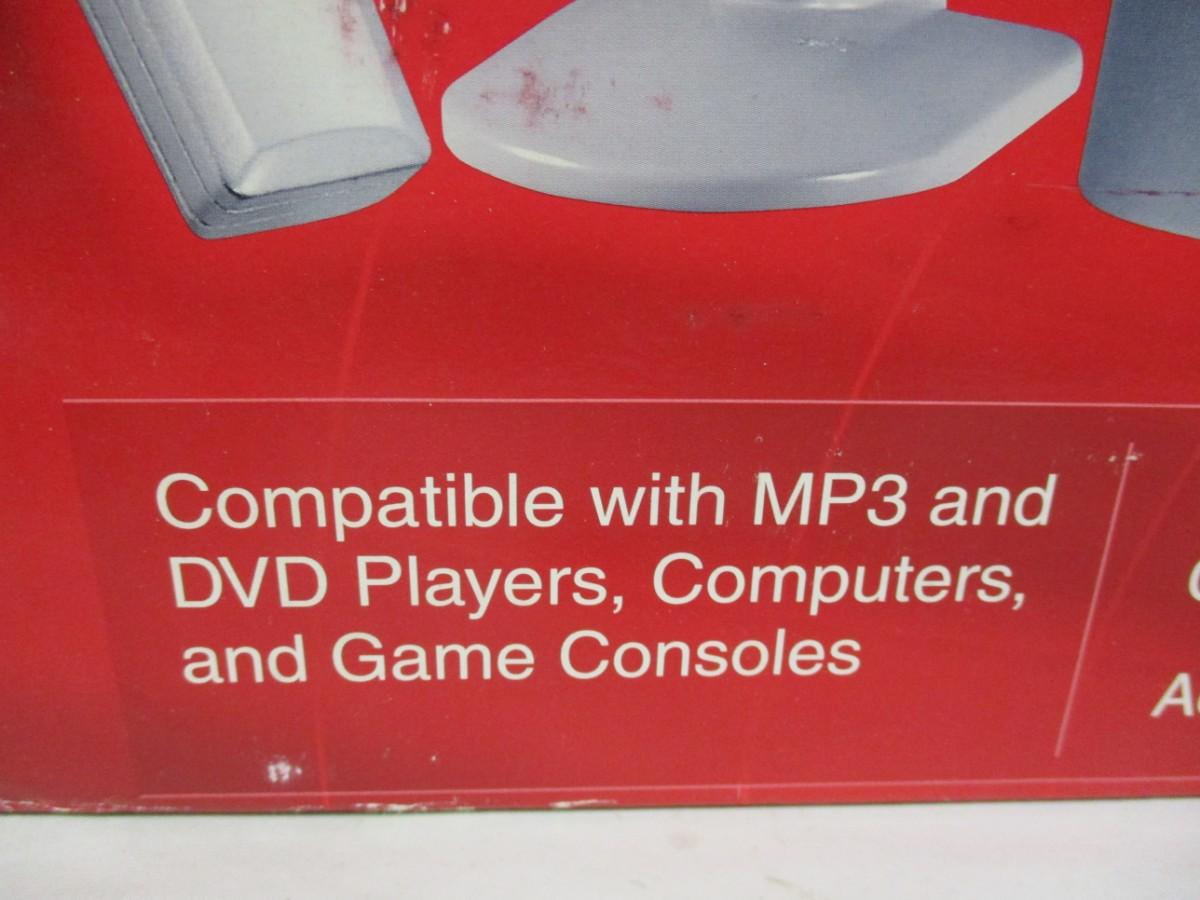 Compatible with MP3 and
DVD Players, Computers,
and Game Consoles